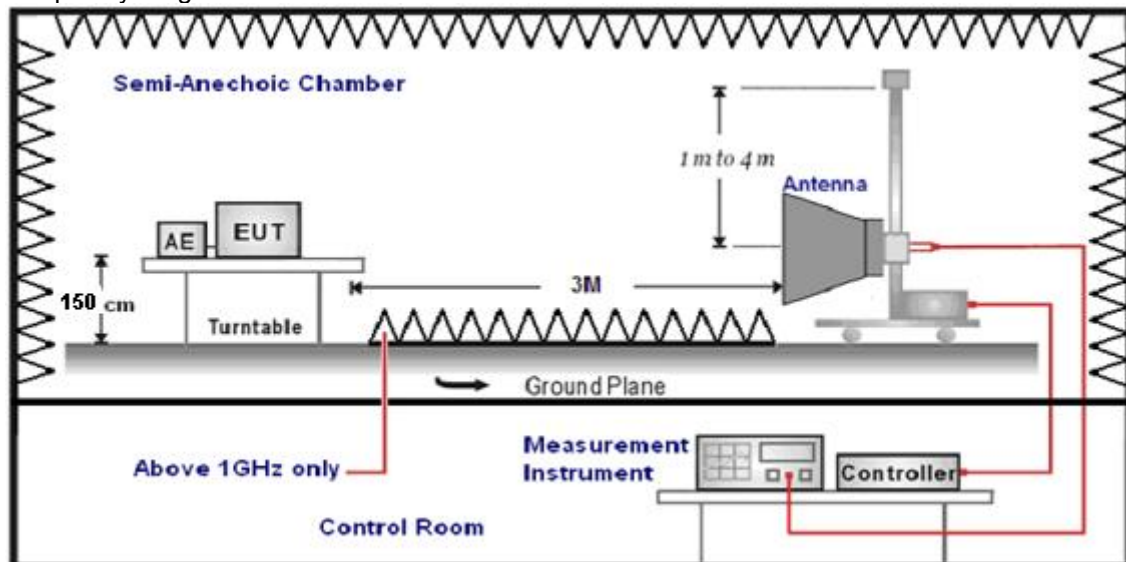 Semi-Anechoic Chamber
1 m to 4 m
Antenna
AE
EUT
150 cm
3M
Turntable
Ground Plane
Above 1GHz only
Measurement
Instrument
Controller
Control Room